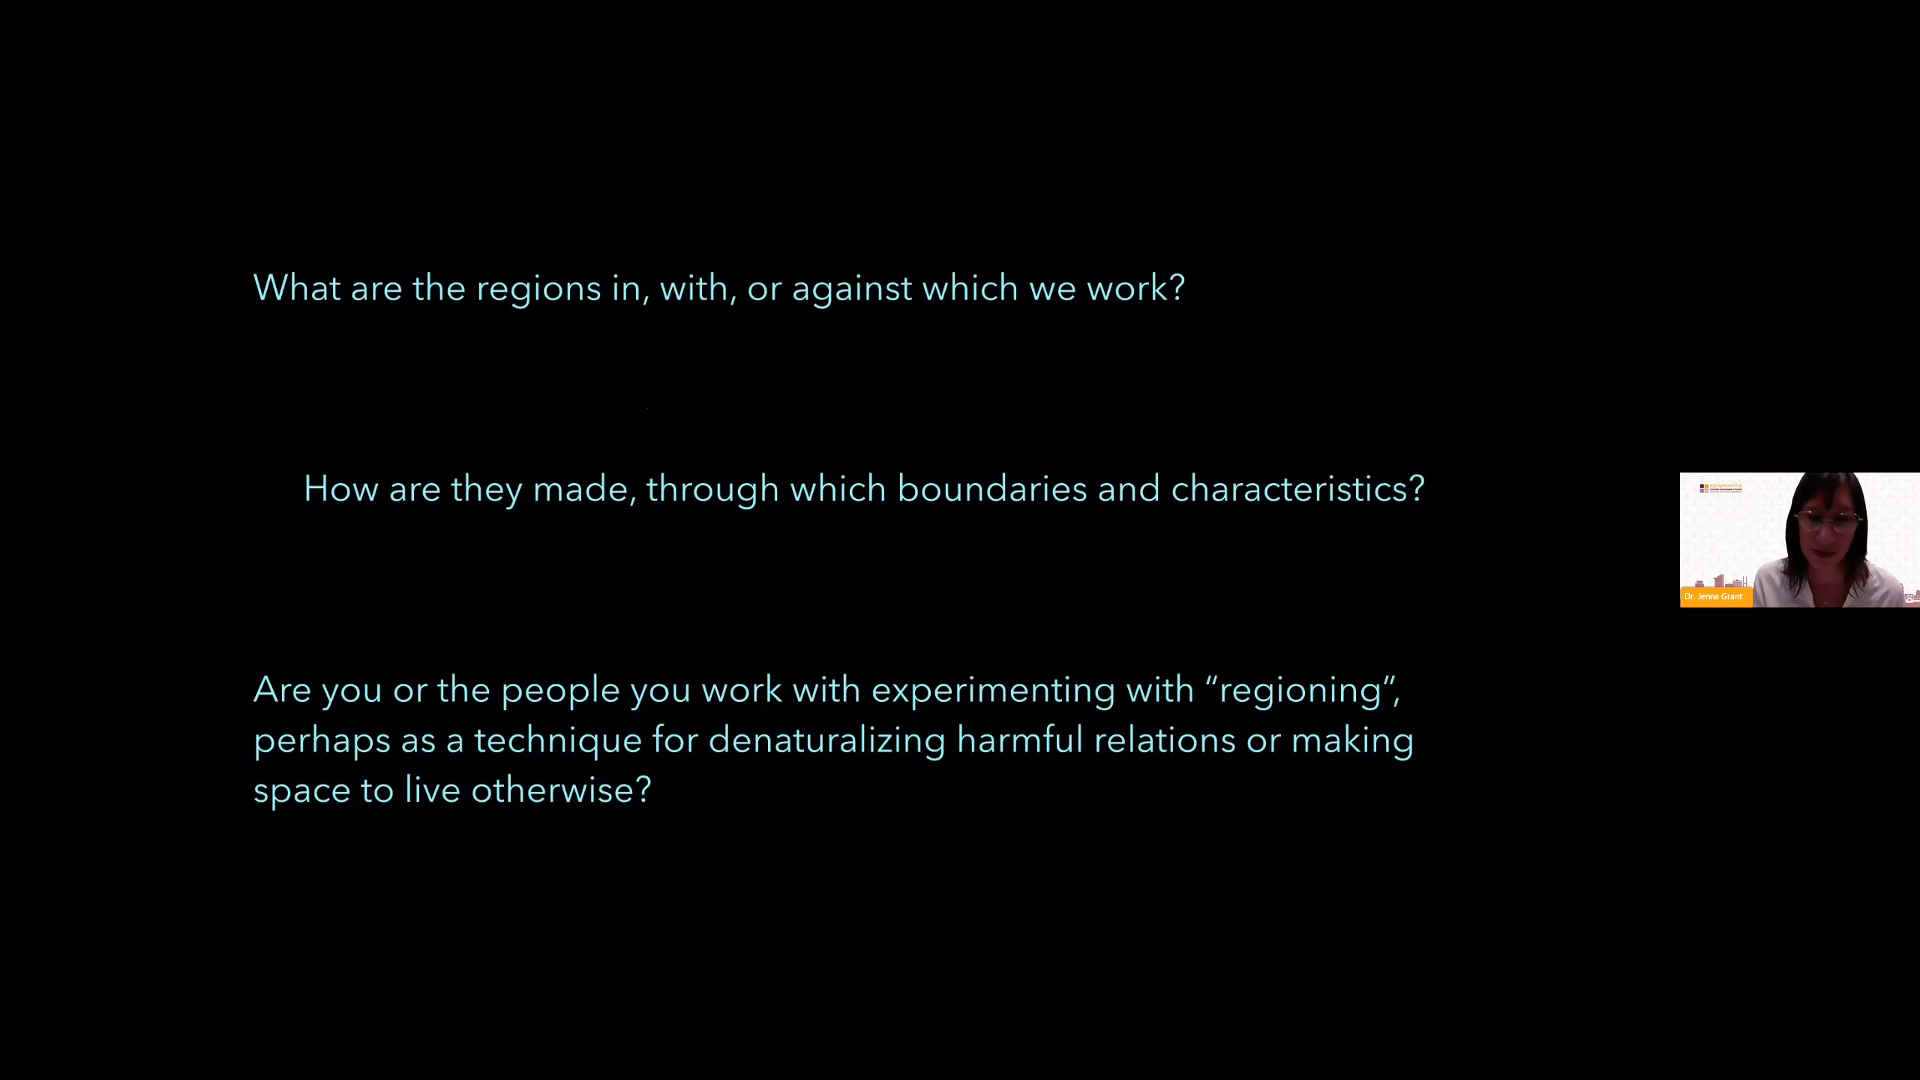 What are the regions in, with, or against which we work?
How are they made, through which boundaries and characteristics?
Are you or the people you work with experimenting with “regioning”,
perhaps as a technique for denaturalizing harmful relations or making
space to live otherwise?
Dr. Jenna Grant